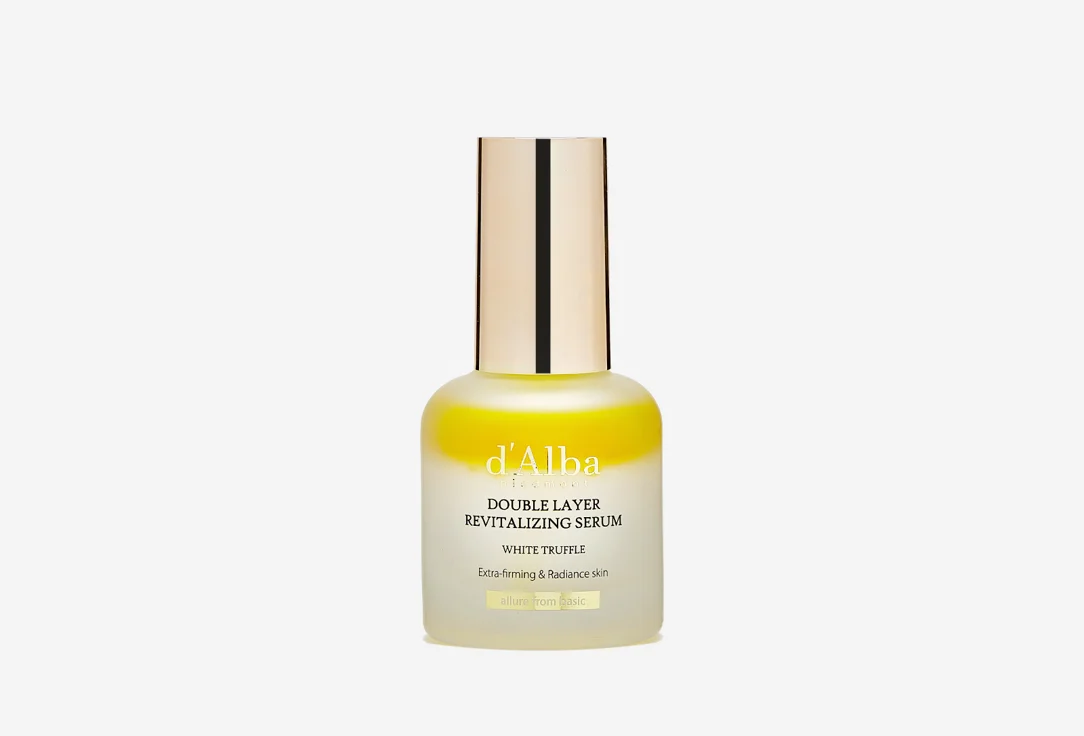 d'Alba
DOUBLE LAYER
REVITALIZING SERUM
WHITE TRUFFLE
Extra-firming & Radiance skin
allure from basic